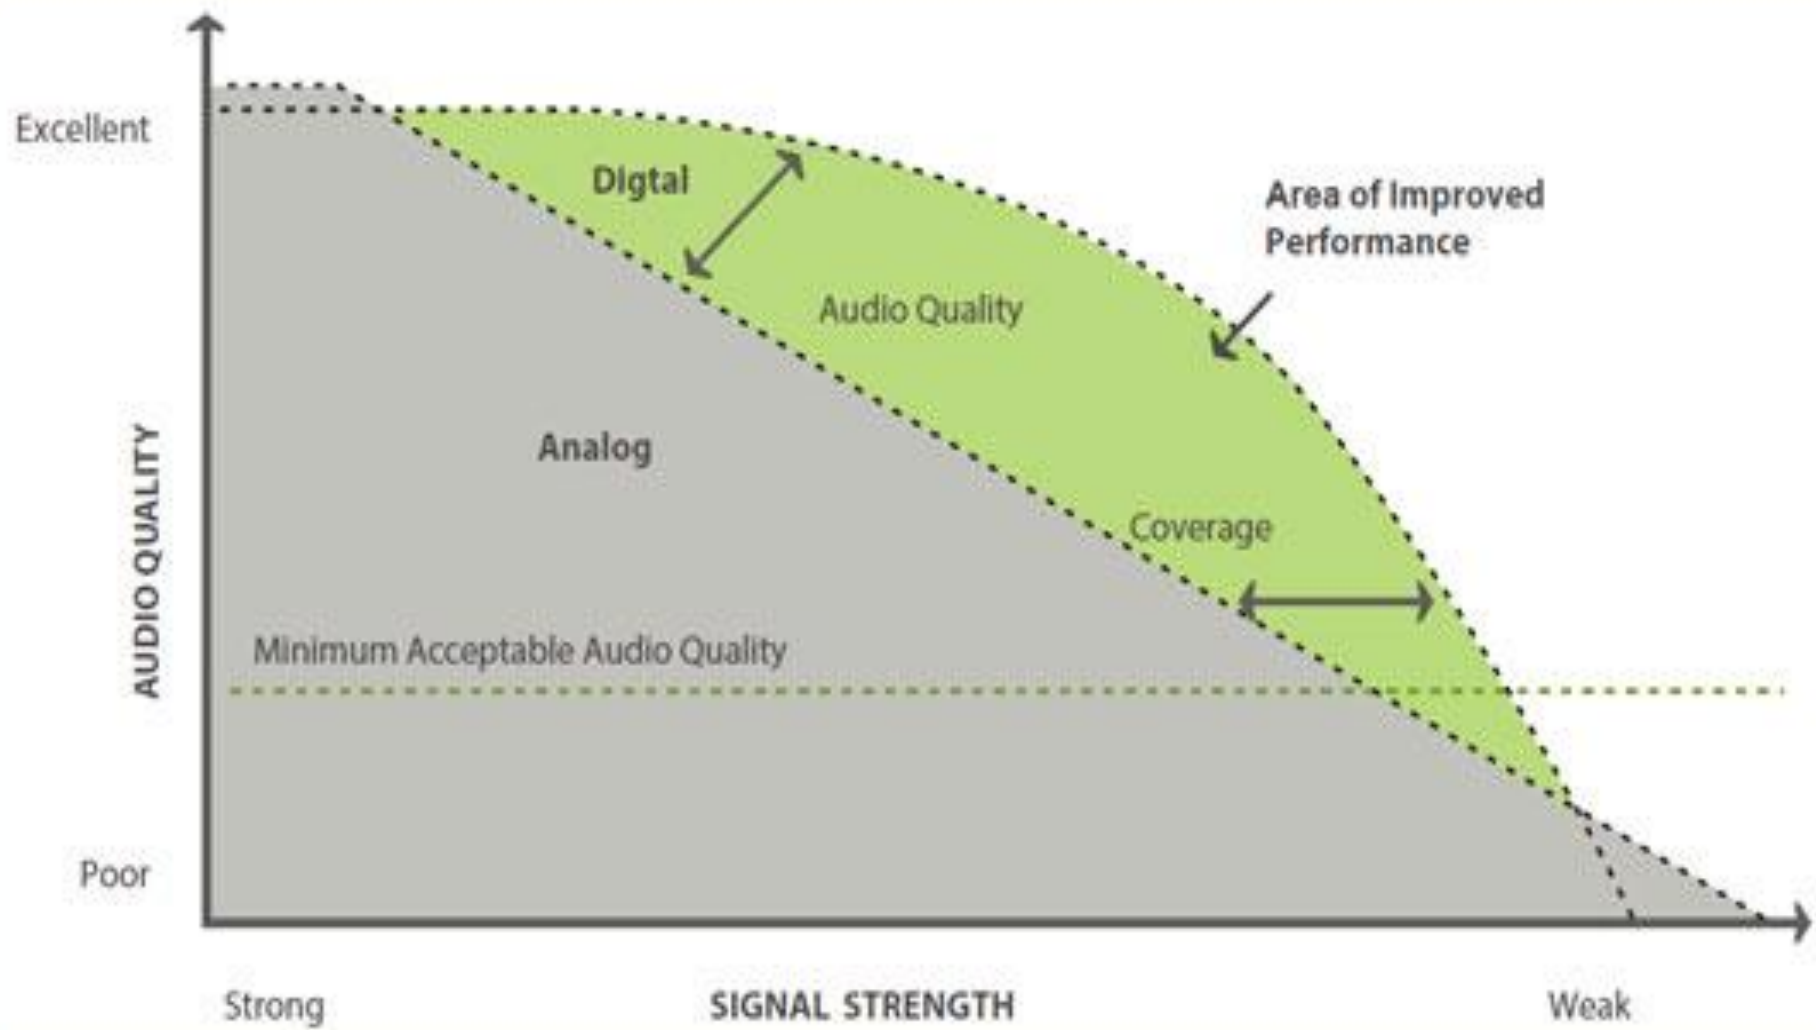 Excellent
Digtal
Area of Improved
Performance
Audio Quality
Analog
Coverage
AUDIO QUALITY
Minimum Acceptable Audio Quality
Poor
Strong
SIGNAL STRENGTH
Weak